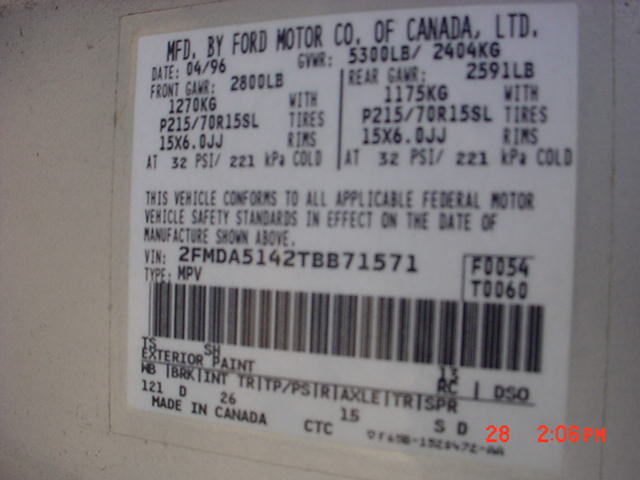 MFD. BY FORD MOTOR CO. OF CANADA, LTD.
DATE: 04/96 GVWR: 5300LB/ 2404KG
FRONT GAWR: 2800LB REAR GAWR: 2591LB
1270KG WITH 1175KG WITH
P215/70R15SL TIRES P215/70R15SL TIRES
15X6.0JJ RIMS 15X6.0JJ RIMS
AT 32 PSI/ 221 kPa COLD AT 32 PSI/ 221 kPa COLD
THIS VEHICLE CONFORMS TO ALL APPLICABLE FEDERAL MOTOR
VEHICLE SAFETY STANDARDS IN EFFECT ON THE DATE OF
MANUFACTURE SHOWN ABOVE.
VIN: 2FMDA5142TBB71571 F0054
TYPE: MPV T0060
TS SH 13
EXTERIOR PAINT RC DSO
WB BRK INT TR TP/PS R AXLE TR SPR
121 D 26 15 S D
MADE IN CANADA CTC
28 2:06PM